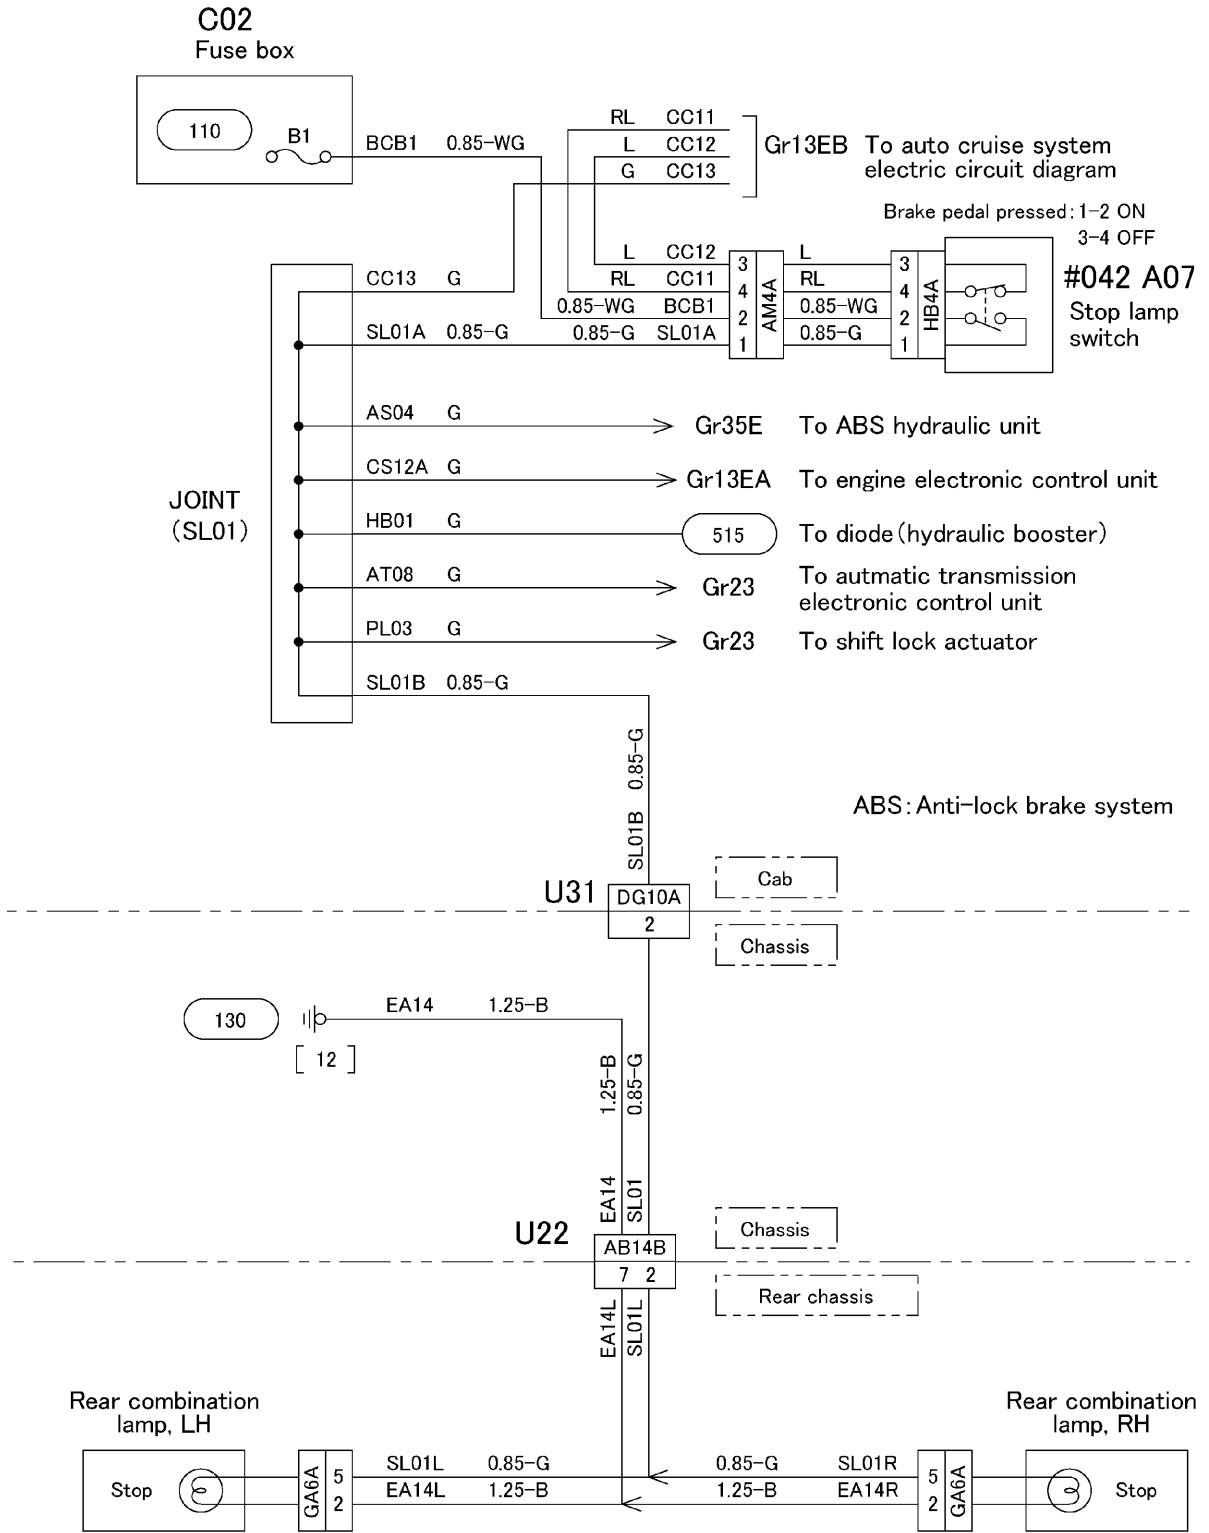 C02
Fuse box
110
B1
BCB1 0.85-WG
RL CC11
L CC12
G CC13
Gr13EB To auto cruise system
electric circuit diagram
Brake pedal pressed: 1-2 ON
3-4 OFF
#042 A07
Stop lamp
switch
L CC12 3 L 3
RL CC11 4 RL 4
0.85-WG BCB1 2 0.85-WG 2
0.85-G SL01A 1 0.85-G 1
AM4A
HB4A
CC13 G
SL01A 0.85-G
AS04 G Gr35E To ABS hydraulic unit
CS12A G Gr13EA To engine electronic control unit
JOINT
(SL01)
HB01 G 515 To diode (hydraulic booster)
AT08 G Gr23 To autmatic transmission
electronic control unit
PL03 G Gr23 To shift lock actuator
SL01B 0.85-G
SL01B 0.85-G
ABS: Anti-lock brake system
Cab
U31 DG10A
2
Chassis
130
EA14 1.25-B
[ 12 ]
EA14 1.25-B
SL01 0.85-G
Chassis
U22 AB14B
7 2
Rear chassis
EA14L
SL01L
Rear combination
lamp, LH
Rear combination
lamp, RH
Stop
GA6A
5 SL01L 0.85-G 0.85-G SL01R 5
2 EA14L 1.25-B 1.25-B EA14R 2
GA6A
Stop